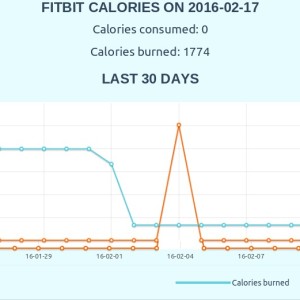 FITBIT CALORIES ON 2016-02-17
Calories consumed: 0
Calories burned: 1774
LAST 30 DAYS
16-01-29 16-02-01 16-02-04 16-02-07
Calories burned